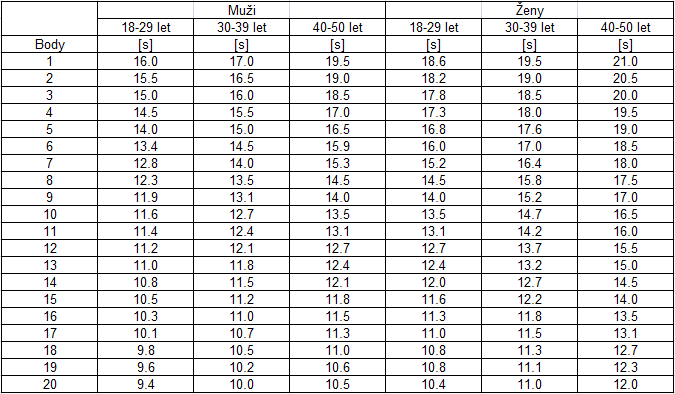 Muži Ženy
18-29 let 30-39 let 40-50 let 18-29 let 30-39 let 40-50 let
Body [s] [s] [s] [s] [s] [s]
1 16.0 17.0 19.5 18.6 19.5 21.0
2 15.5 16.5 19.0 18.2 19.0 20.5
3 15.0 16.0 18.5 17.8 18.5 20.0
4 14.5 15.5 17.0 17.3 18.0 19.5
5 14.0 15.0 16.5 16.8 17.6 19.0
6 13.4 14.5 15.9 16.0 17.0 18.5
7 12.8 14.0 15.3 15.2 16.4 18.0
8 12.3 13.5 14.5 14.5 15.8 17.5
9 11.9 13.1 14.0 14.0 15.2 17.0
10 11.6 12.7 13.5 13.5 14.7 16.5
11 11.4 12.4 13.1 13.1 14.2 16.0
12 11.2 12.1 12.7 12.7 13.7 15.5
13 11.0 11.8 12.4 12.4 13.2 15.0
14 10.8 11.5 12.1 12.0 12.7 14.5
15 10.5 11.2 11.8 11.6 12.2 14.0
16 10.3 11.0 11.5 11.3 11.8 13.5
17 10.1 10.7 11.3 11.0 11.5 13.1
18 9.8 10.5 11.0 10.8 11.3 12.7
19 9.6 10.2 10.6 10.8 11.1 12.3
20 9.4 10.0 10.5 10.4 11.0 12.0